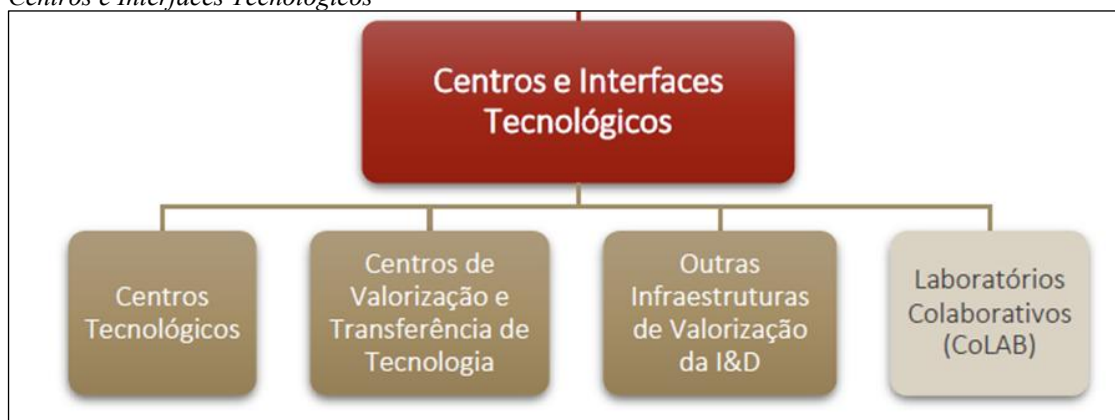 Centros e Interfaces Tecnológicos
Centros e Interfaces
Tecnológicos
Centros
Tecnológicos
Centros de
Valorização e
Transferência de
Tecnologia
Outras
Infraestruturas
de Valorização
da I&D
Laboratórios
Colaborativos
(CoLAB)